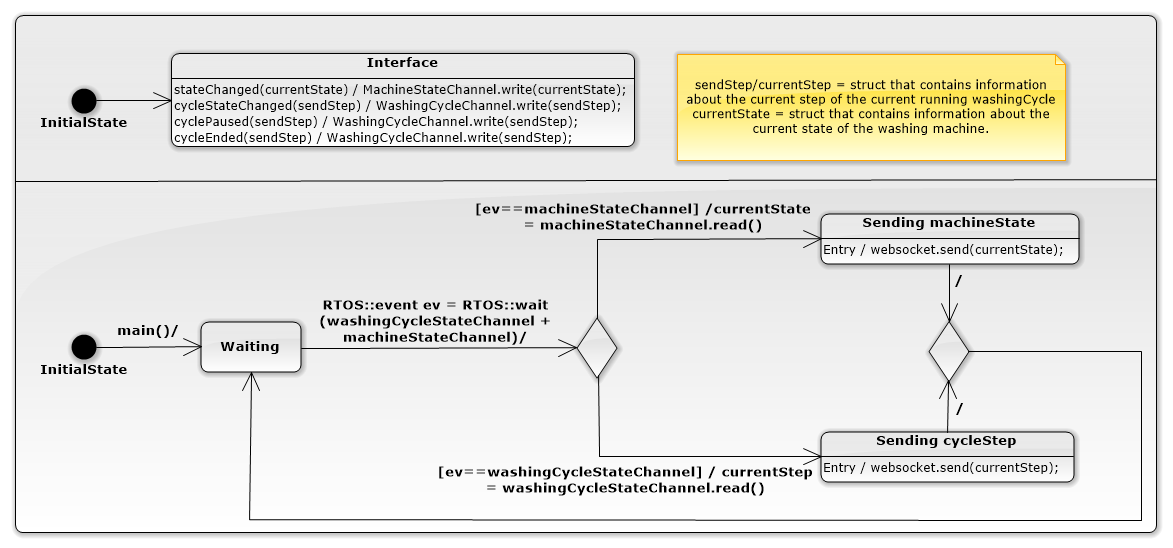 Interface
stateChanged(currentState) / MachineStateChannel.write(currentState);
cycleStateChanged(sendStep) / WashingCycleChannel.write(sendStep);
cyclePaused(sendStep) / WashingCycleChannel.write(sendStep);
cycleEnded(sendStep) / WashingCycleChannel.write(sendStep);
InitialState
sendStep/currentStep = struct that contains information
about the current step of the current running washingCycle
currentState = struct that contains information about the
current state of the washing machine.
[ev==machineStateChannel] /currentState
= machineStateChannel.read()
Sending machineState
Entry / websocket.send(currentState);
/
RTOS::event ev = RTOS::wait
(washingCycleStateChannel +
machineStateChannel)/
main()/
Waiting
InitialState
/
Sending cycleStep
Entry / websocket.send(currentStep);
[ev==washingCycleStateChannel] / currentStep
= washingCycleStateChannel.read()